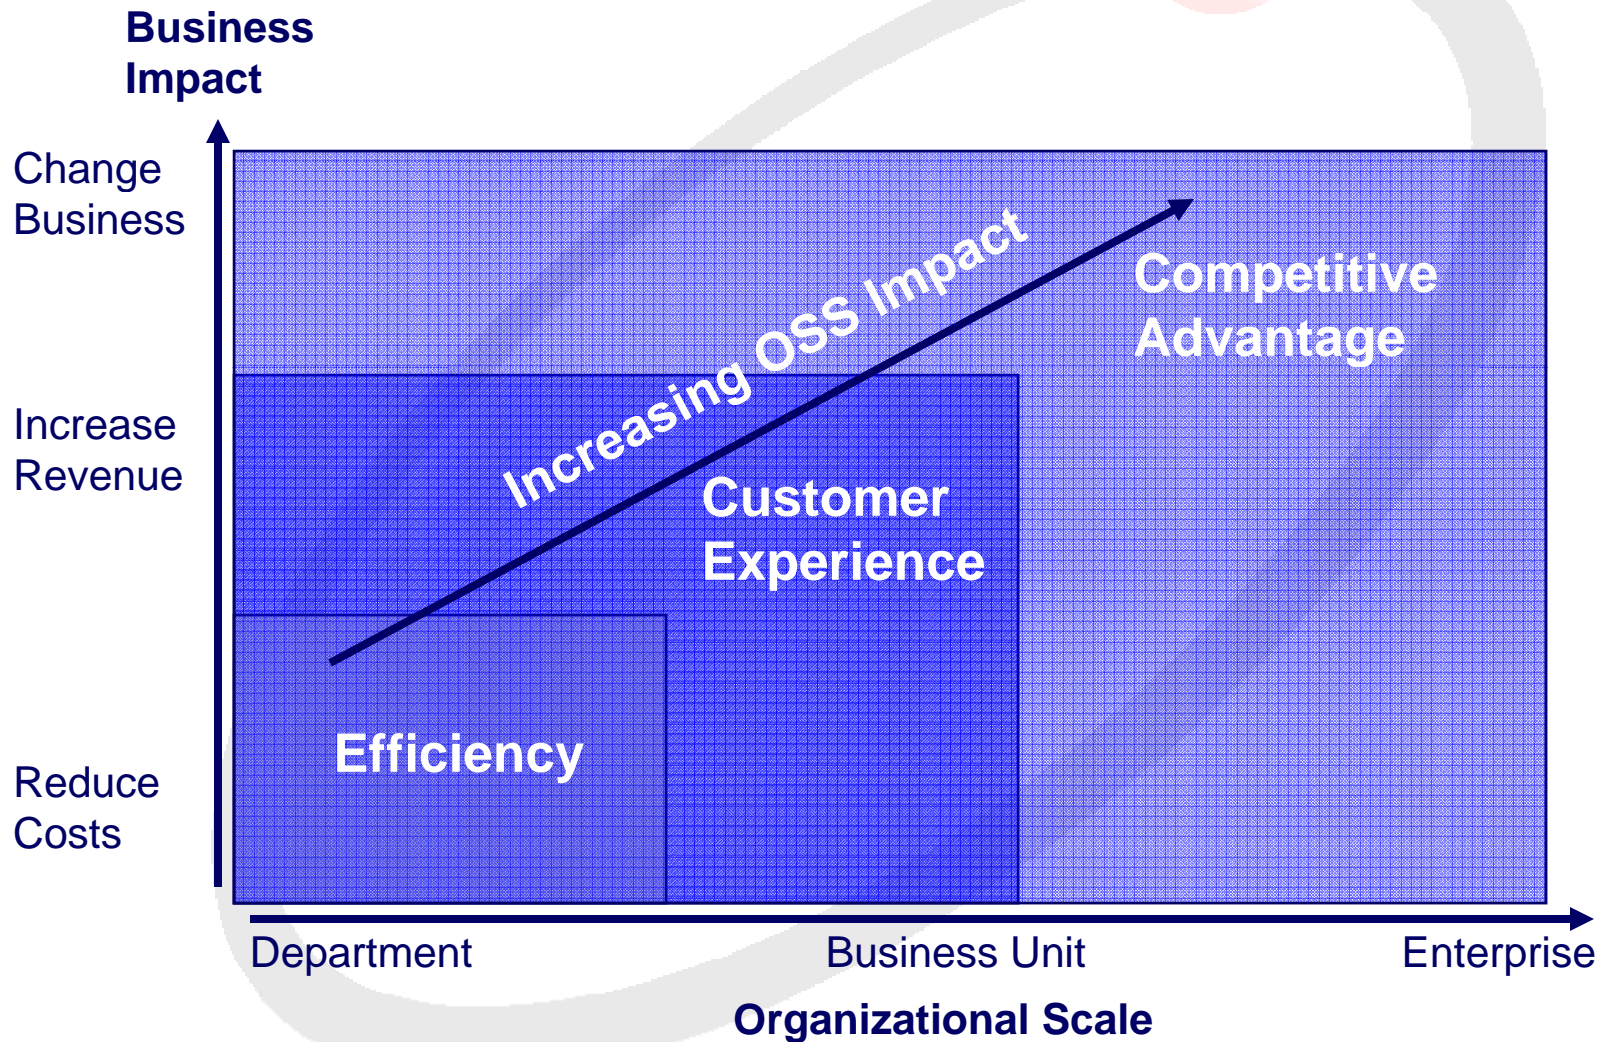 Business
Impact
Change
Business
Increasing OSS Impact
Competitive
Advantage
Increase
Revenue
Customer
Experience
Efficiency
Reduce
Costs
Department
Business Unit
Enterprise
Organizational Scale